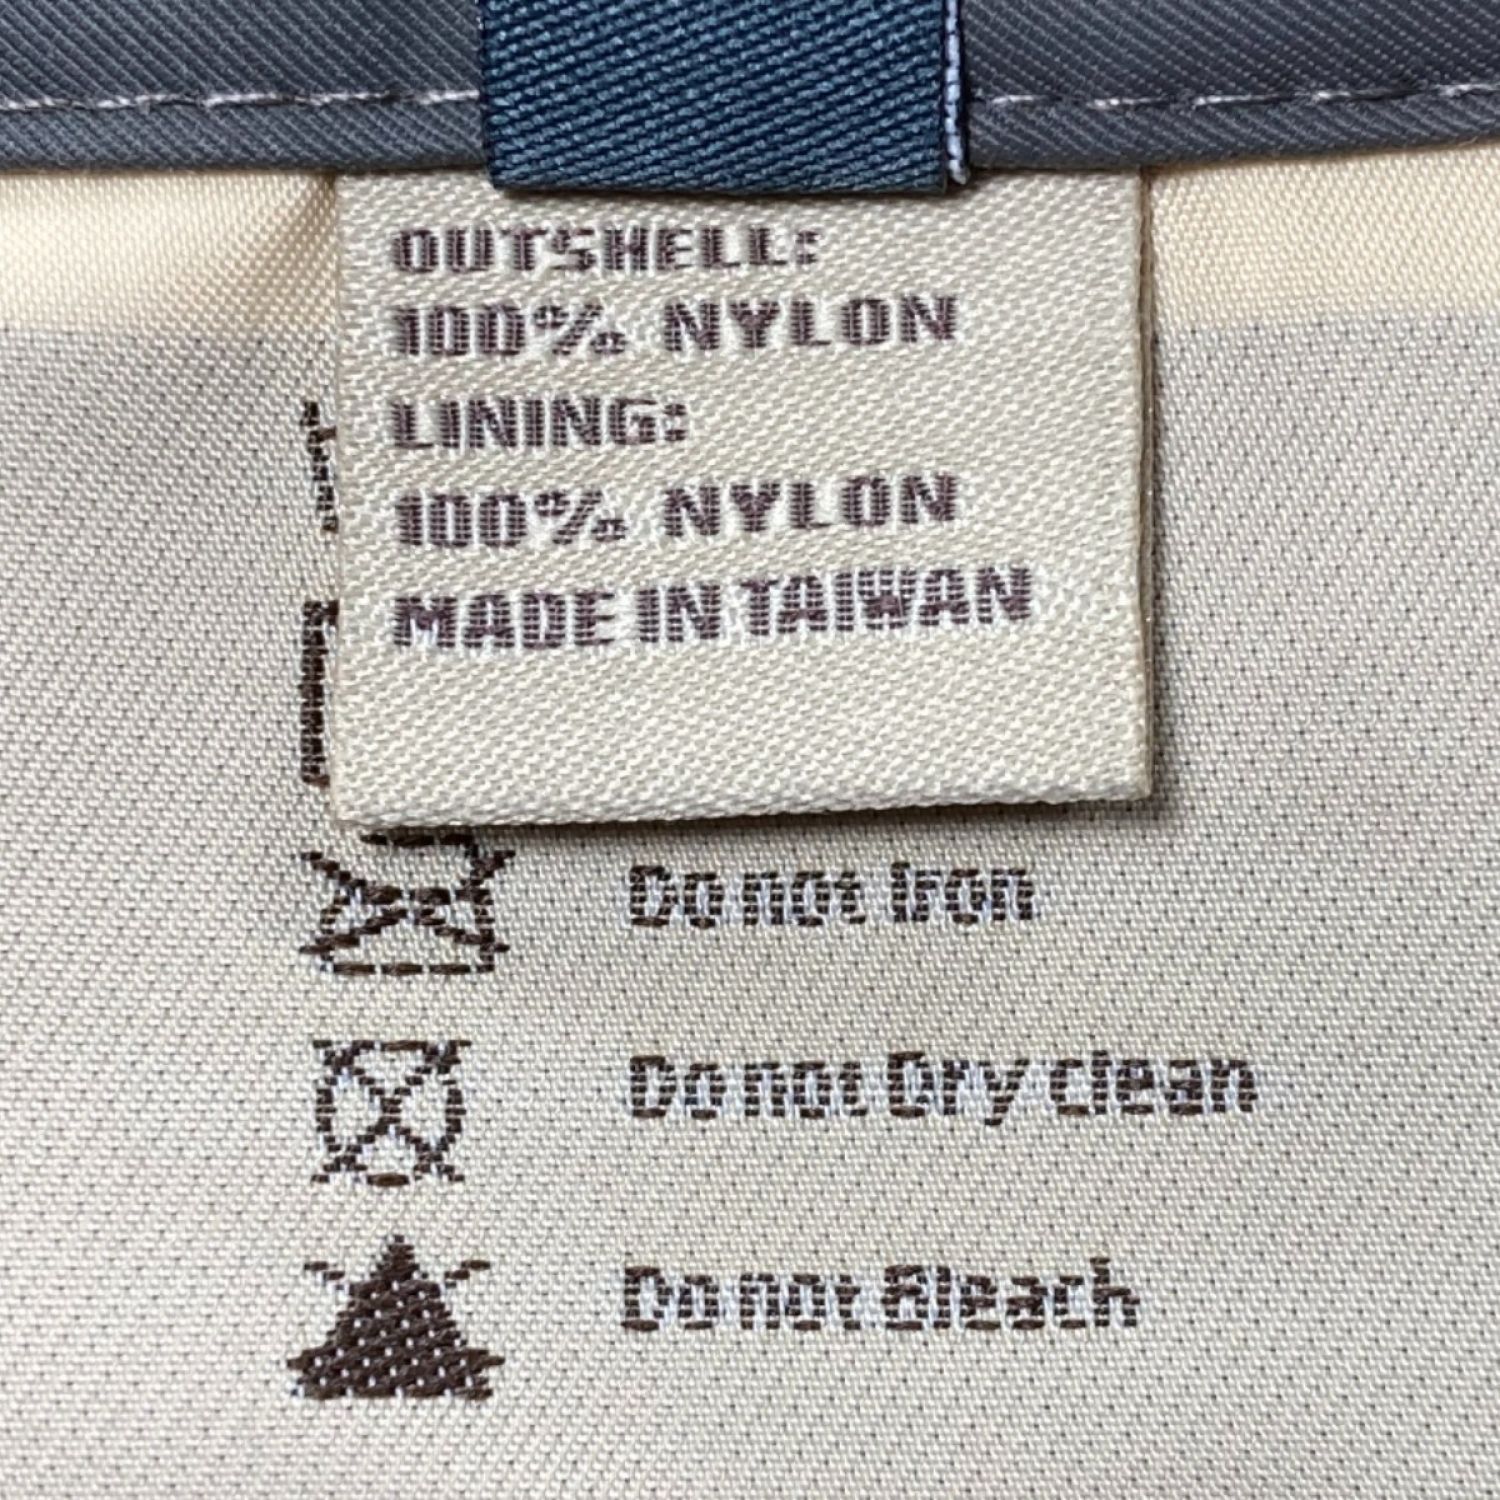 OUTSHELL:
100% NYLON
LINING:
100% NYLON
MADE IN TAIWAN
Do not Iron
Do not Dry clean
Do not Bleach